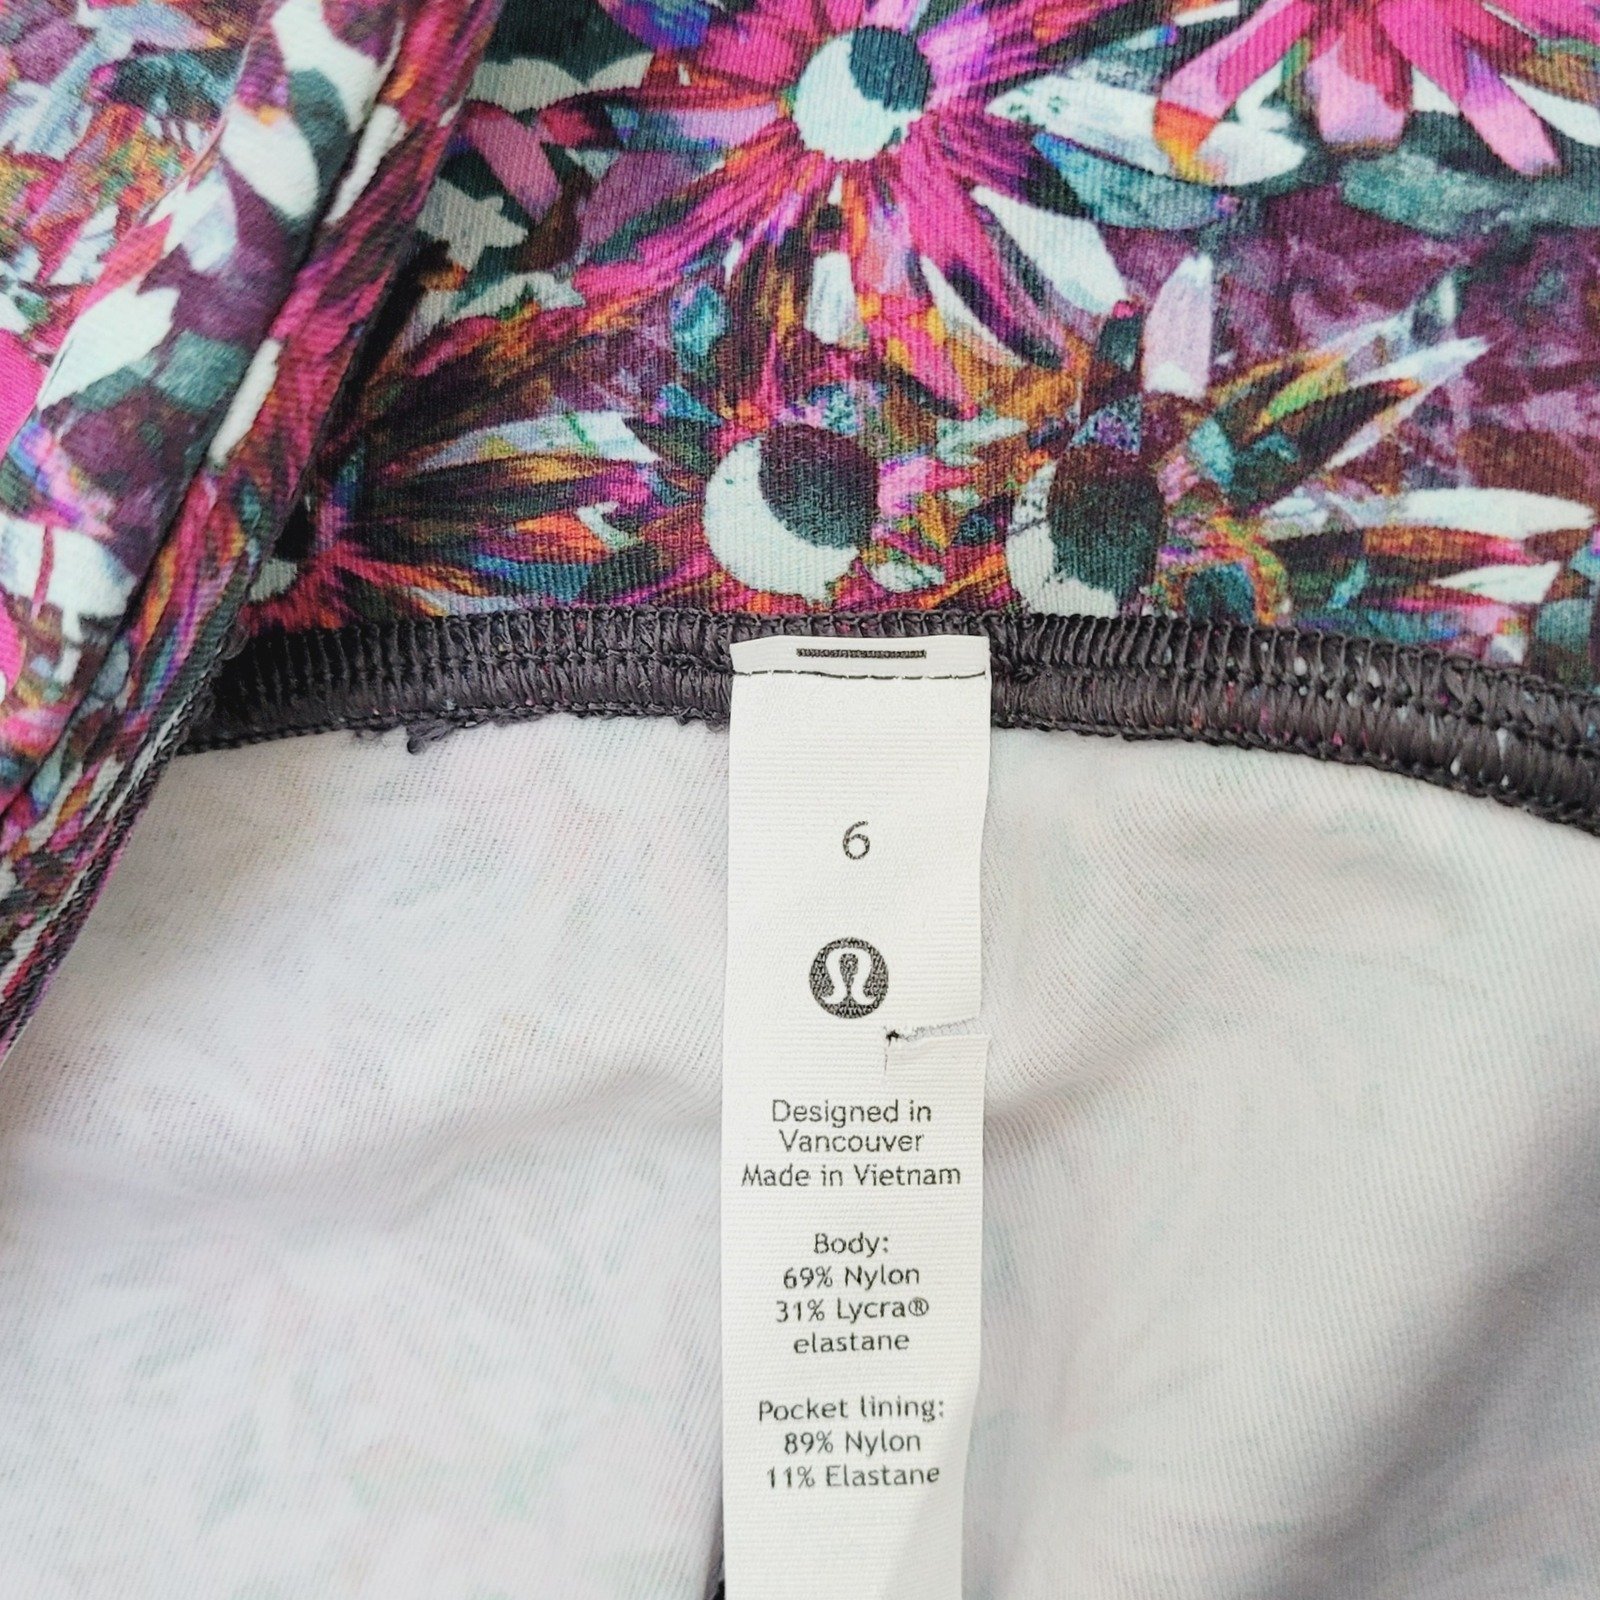 6
Designed in
Vancouver
Made in Vietnam
Body:
69% Nylon
31% Lycra®
elastane
Pocket lining:
89% Nylon
11% Elastane